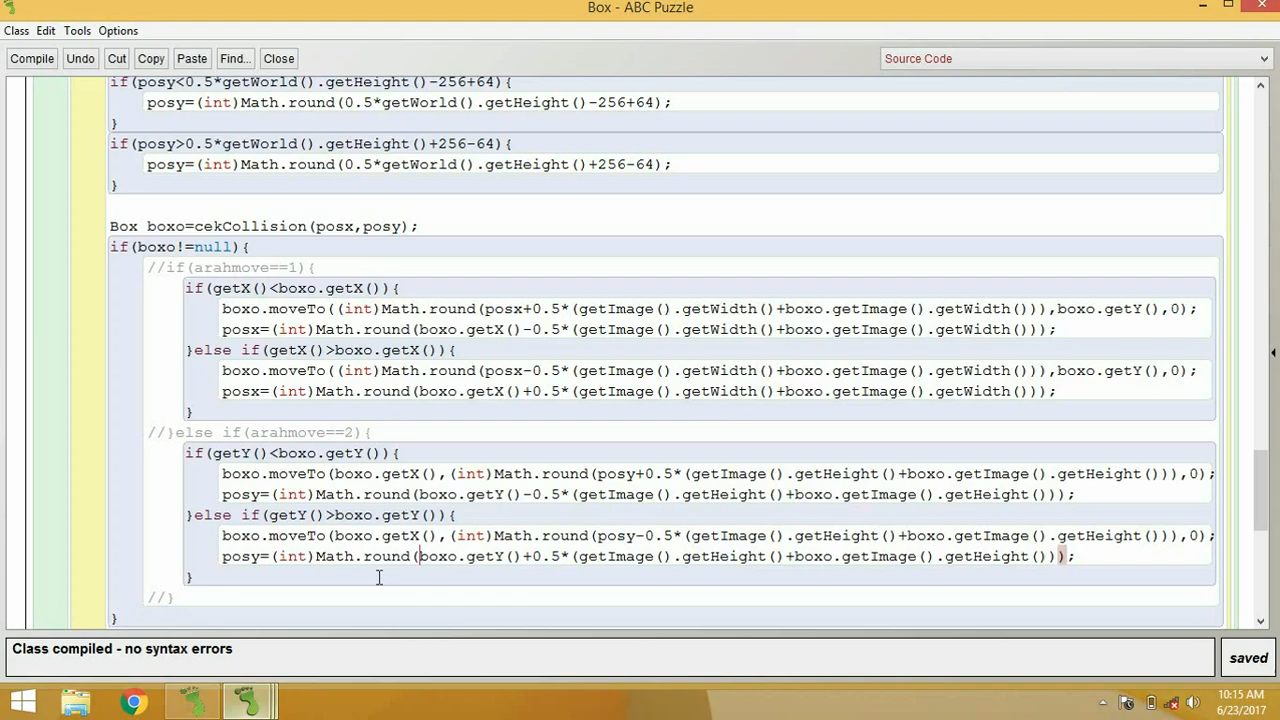 Box - ABC Puzzle
Class Edit Tools Options
Compile Undo Cut Copy Paste Find... Close Source Code
if(posy<0.5*getWorld().getHeight()-256+64){
posy=(int)Math.round(0.5*getWorld().getHeight()-256+64);
}
if(posy>0.5*getWorld().getHeight()+256-64){
posy=(int)Math.round(0.5*getWorld().getHeight()+256-64);
}
Box boxo=cekCollision(posx,posy);
if(boxo!=null){
//if(arahmove==1){
if(getX()<boxo.getX()){
boxo.moveTo((int)Math.round(posx+0.5*(getImage().getWidth()+boxo.getImage().getWidth())),boxo.getY(),0);
posx=(int)Math.round(boxo.getX()-0.5*(getImage().getWidth()+boxo.getImage().getWidth()));
}else if(getX()>boxo.getX()){
boxo.moveTo((int)Math.round(posx-0.5*(getImage().getWidth()+boxo.getImage().getWidth())),boxo.getY(),0);
posx=(int)Math.round(boxo.getX()+0.5*(getImage().getWidth()+boxo.getImage().getWidth()));
}
//}else if(arahmove==2){
if(getY()<boxo.getY()){
boxo.moveTo(boxo.getX(),(int)Math.round(posy+0.5*(getImage().getHeight()+boxo.getImage().getHeight())),0);
posy=(int)Math.round(boxo.getY()-0.5*(getImage().getHeight()+boxo.getImage().getHeight()));
}else if(getY()>boxo.getY()){
boxo.moveTo(boxo.getX(),(int)Math.round(posy-0.5*(getImage().getHeight()+boxo.getImage().getHeight())),0);
posy=(int)Math.round(boxo.getY()+0.5*(getImage().getHeight()+boxo.getImage().getHeight()));
}
//}
}
Class compiled - no syntax errors
saved
10:15 AM
6/23/2017